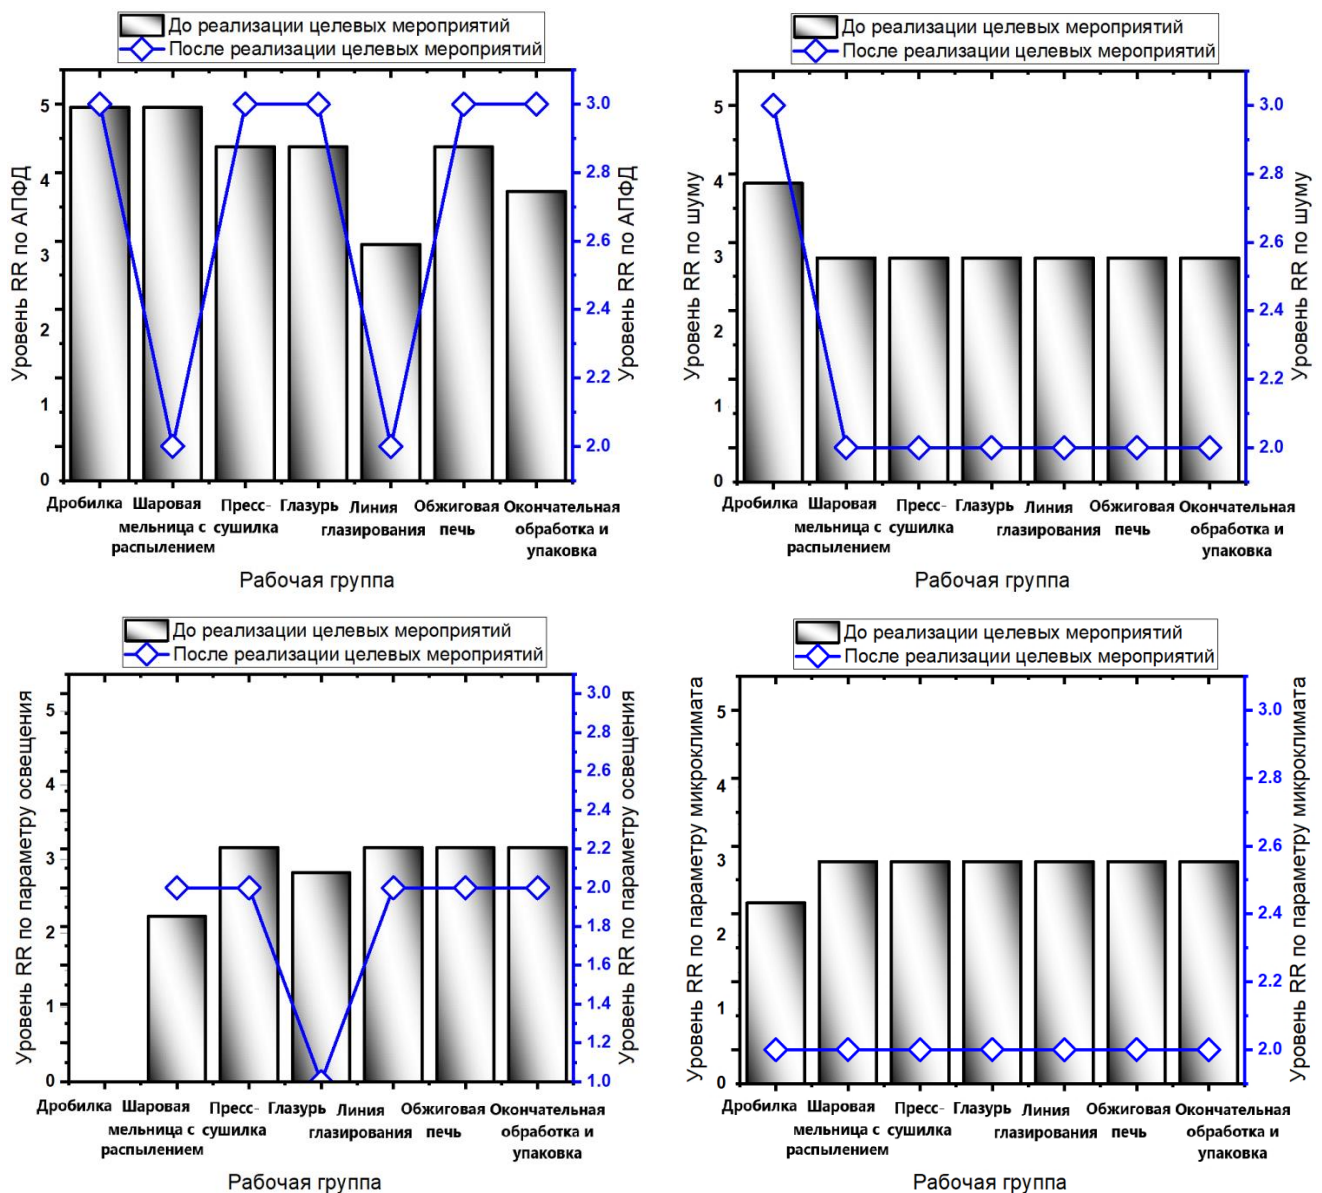 До реализации целевых мероприятий
После реализации целевых мероприятий
Уровень RR по АПФД
5
4
3
2
1
0
3.0
2.8
2.6
2.4
2.2
2.0
Уровень RR по АПФД
Дробилка Шаровая Пресс- Глазурь Линия Обжиговая Окончательная
мельница с сушилка глазирования печь обработка и
распылением упаковка
Рабочая группа
До реализации целевых мероприятий
После реализации целевых мероприятий
Уровень RR по шуму
5
4
3
2
1
0
3.0
2.8
2.6
2.4
2.2
2.0
Уровень RR по шуму
Дробилка Шаровая Пресс- Глазурь Линия Обжиговая Окончательная
мельница с сушилка глазирования печь обработка и
распылением упаковка
Рабочая группа
До реализации целевых мероприятий
После реализации целевых мероприятий
Уровень RR по параметру освещения
5
4
3
2
1
0
3.0
2.8
2.6
2.4
2.2
2.0
1.8
1.6
1.4
1.2
1.0
Уровень RR по параметру освещения
Дробилка Шаровая Пресс- Глазурь Линия Обжиговая Окончательная
мельница с сушилка глазирования печь обработка и
распылением упаковка
Рабочая группа
До реализации целевых мероприятий
После реализации целевых мероприятий
Уровень RR по параметру микроклимата
5
4
3
2
1
0
3.0
2.8
2.6
2.4
2.2
2.0
Уровень RR по параметру микроклимата
Дробилка Шаровая Пресс- Глазурь Линия Обжиговая Окончательная
мельница с сушилка глазирования печь обработка и
распылением упаковка
Рабочая группа